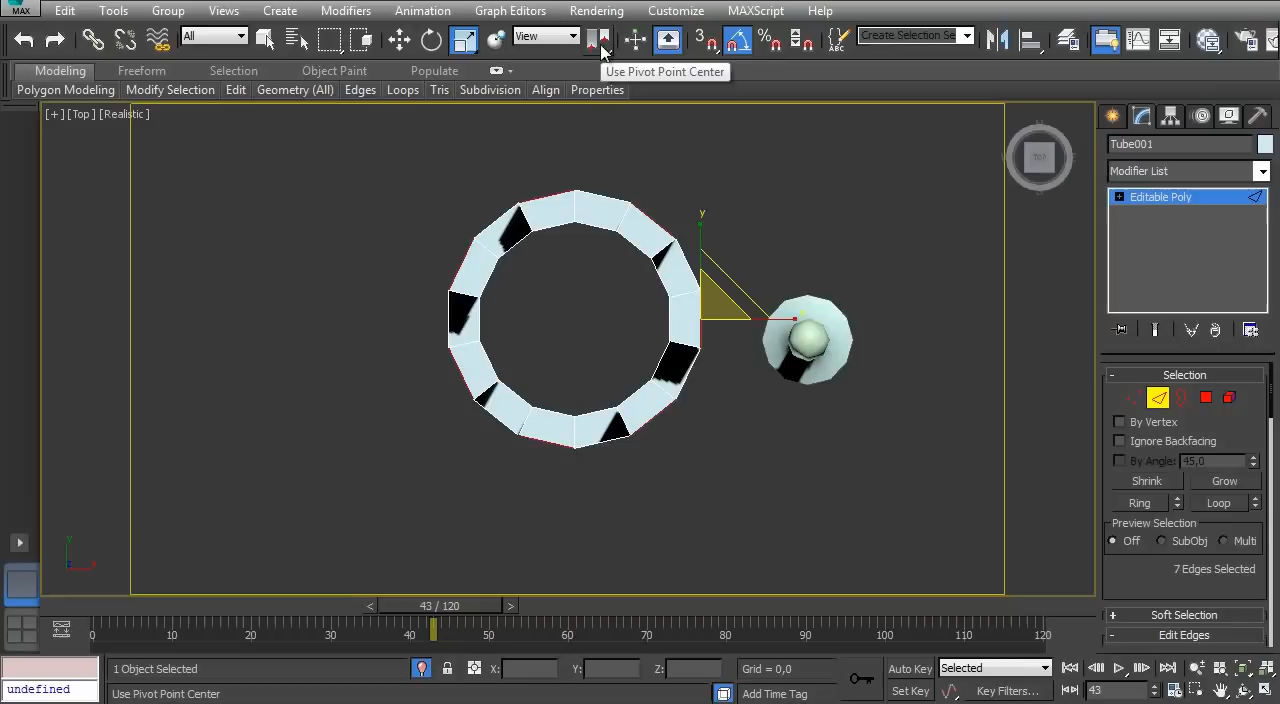 MAX
Edit Tools Group Views Create Modifiers Animation Graph Editors Rendering Customize MAXScript Help
All View 3 % ABC Create Selection Se
Modeling Freeform Selection Object Paint Populate
Use Pivot Point Center
Polygon Modeling Modify Selection Edit Geometry (All) Edges Loops Tris Subdivision Align Properties
[+] [Top] [Realistic]
TOP
Tube001
Modifier List
Editable Poly
y
Selection
By Vertex
Ignore Backfacing
By Angle: 45,0
Shrink Grow
Ring Loop
Preview Selection
Off SubObj Multi
7 Edges Selected
Soft Selection
Edit Edges
< 43 / 120 >
0 10 20 30 40 50 60 70 80 90 100 110 120
1 Object Selected X: Y: Z: Grid = 0,0 Auto Key Selected
undefined Use Pivot Point Center Add Time Tag Set Key Key Filters... 43